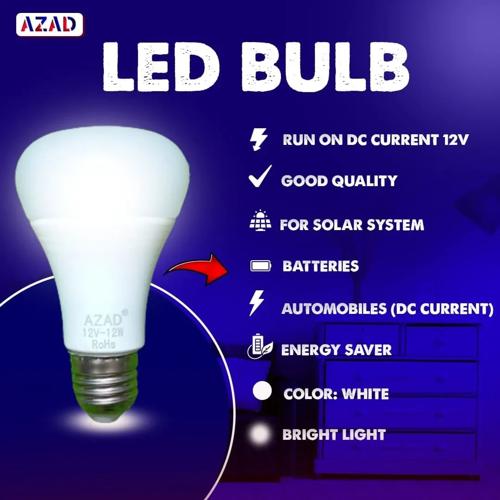 AZAD
LED BULB
RUN ON DC CURRENT 12V
GOOD QUALITY
FOR SOLAR SYSTEM
BATTERIES
AUTOMOBILES (DC CURRENT)
ENERGY SAVER
COLOR: WHITE
BRIGHT LIGHT
AZAD®
12V-12W
RoHs